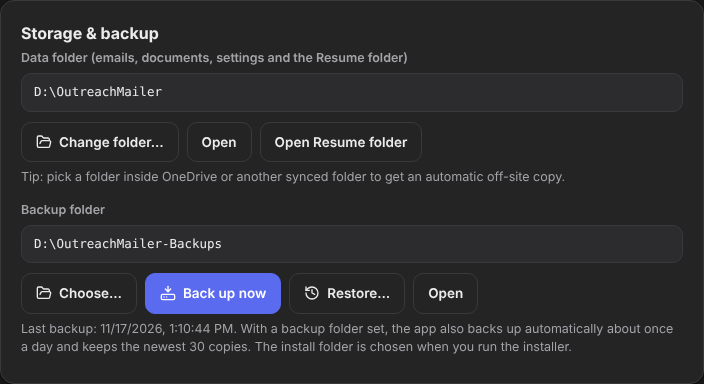 Storage & backup
Data folder (emails, documents, settings and the Resume folder)
D:\OutreachMailer
Change folder... Open Open Resume folder
Tip: pick a folder inside OneDrive or another synced folder to get an automatic off-site copy.
Backup folder
D:\OutreachMailer-Backups
Choose... Back up now Restore... Open
Last backup: 11/17/2026, 1:10:44 PM. With a backup folder set, the app also backs up automatically about once
a day and keeps the newest 30 copies. The install folder is chosen when you run the installer.